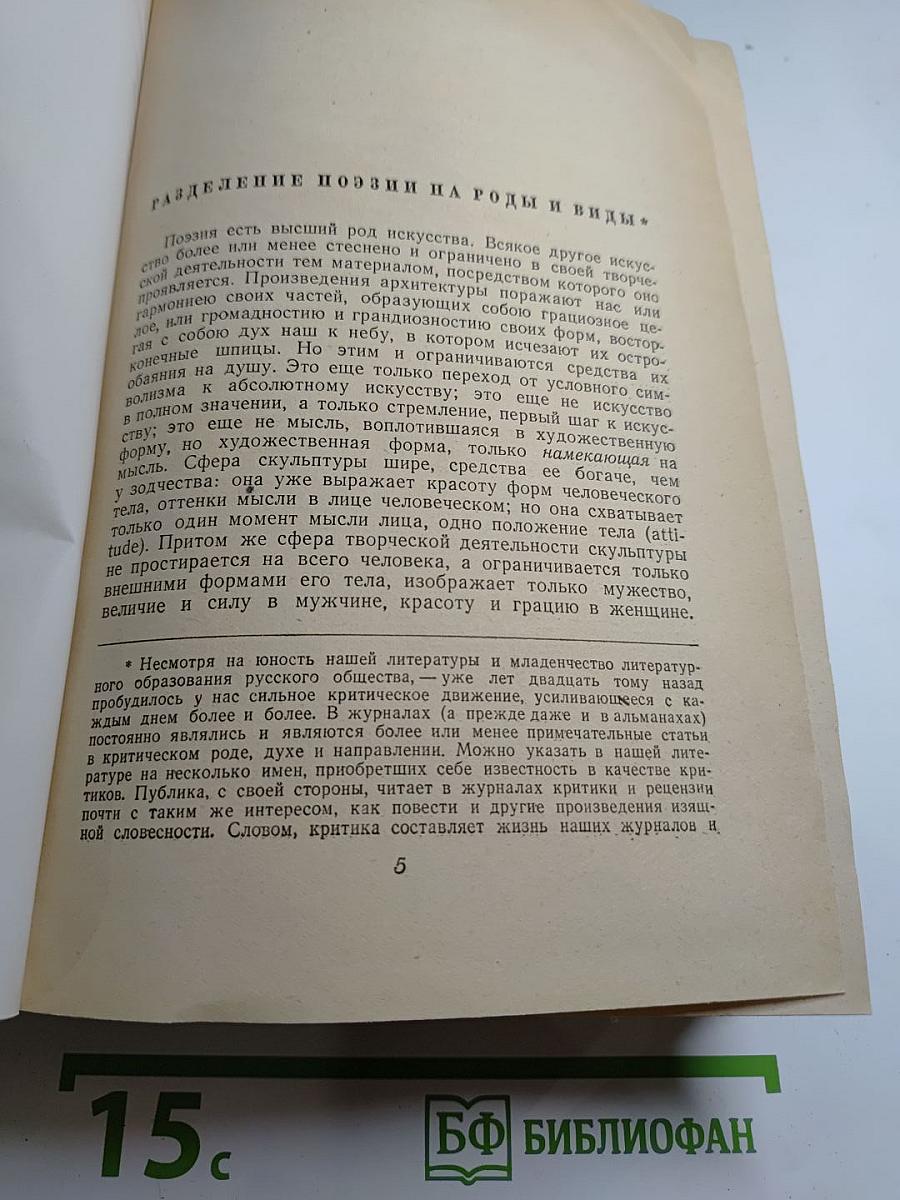 РАЗДЕЛЕНИЕ ПОЭЗИИ НА РОДЫ И ВИДЫ*
Поэзия есть высший род искусства. Всякое другое искус-
ство более или менее стеснено и ограничено в своей творче-
ской деятельности тем материалом, посредством которого оно
проявляется. Произведения архитектуры поражают нас или
гармониею своих частей, образующих собою грациозное це-
лое, или громадностию и грандиозностию своих форм, востор-
гая с собою дух наш к небу, в котором исчезают их остро-
конечные шпицы. Но этим и ограничиваются средства их
обаяния на душу. Это еще только переход от условного сим-
волизма к абсолютному искусству; это еще не искусство
в полном значении, а только стремление, первый шаг к искус-
ству; это еще не мысль, воплотившаяся в художественную
форму, но художественная форма, только намекающая на
мысль. Сфера скульптуры шире, средства ее богаче, чем
у зодчества: она уже выражает красоту форм человеческого
тела, оттенки мысли в лице человеческом; но она схватывает
только один момент мысли лица, одно положение тела (atti-
tude). Притом же сфера творческой деятельности скульптуры
не простирается на всего человека, а ограничивается только
внешними формами его тела, изображает только мужество,
величие и силу в мужчине, красоту и грацию в женщине.
* Несмотря на юность нашей литературы и младенчество литератур-
ного образования русского общества, — уже лет двадцать тому назад
пробудилось у нас сильное критическое движение, усиливающееся с ка-
ждым днем более и более. В журналах (а прежде даже и в альманахах)
постоянно являлись и являются более или менее примечательные статьи
в критическом роде, духе и направлении. Можно указать в нашей лите-
ратуре на несколько имен, приобретших себе известность в качестве кри-
тиков. Публика, с своей стороны, читает в журналах критики и рецензии
почти с таким же интересом, как повести и другие произведения изящ-
ной словесности. Словом, критика составляет жизнь наших журналов и
5
15 с
БФ БИБЛИОФАН